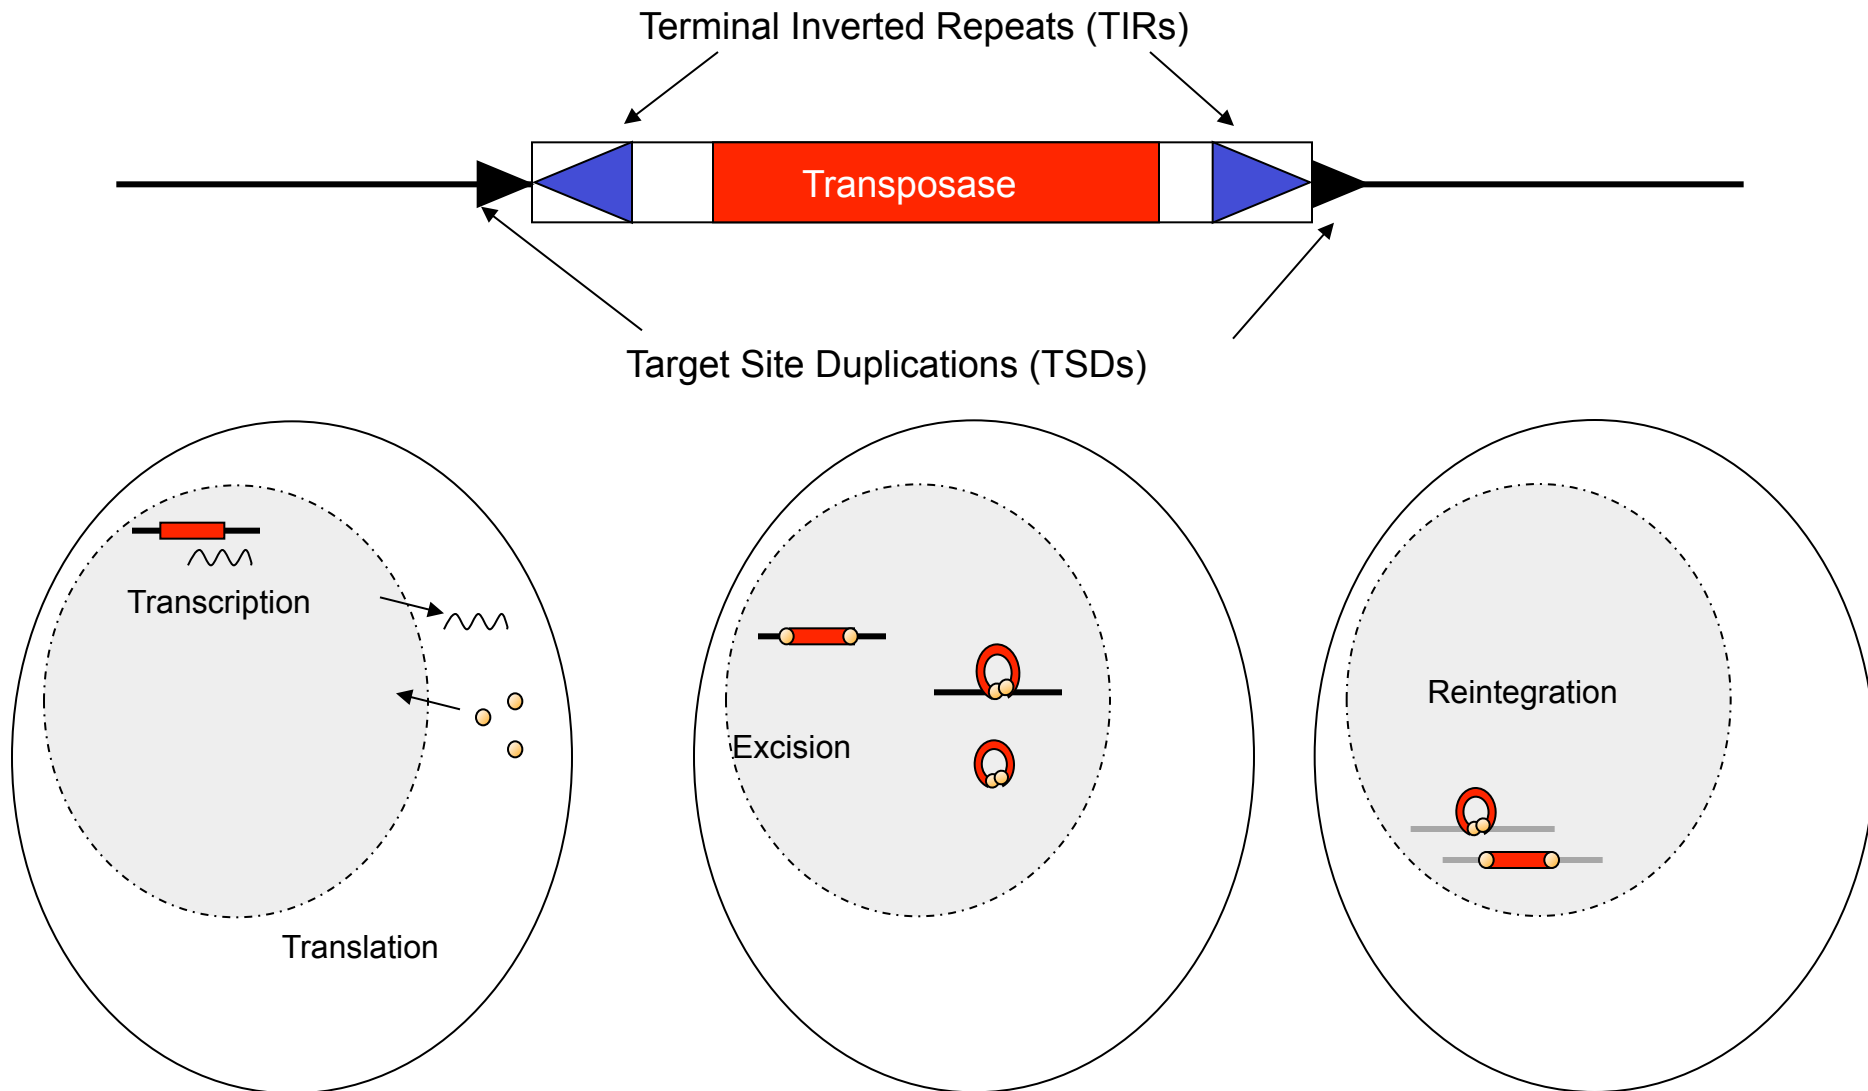 Terminal Inverted Repeats (TIRs)
Transposase
Target Site Duplications (TSDs)
Transcription
Translation
Excision
Reintegration